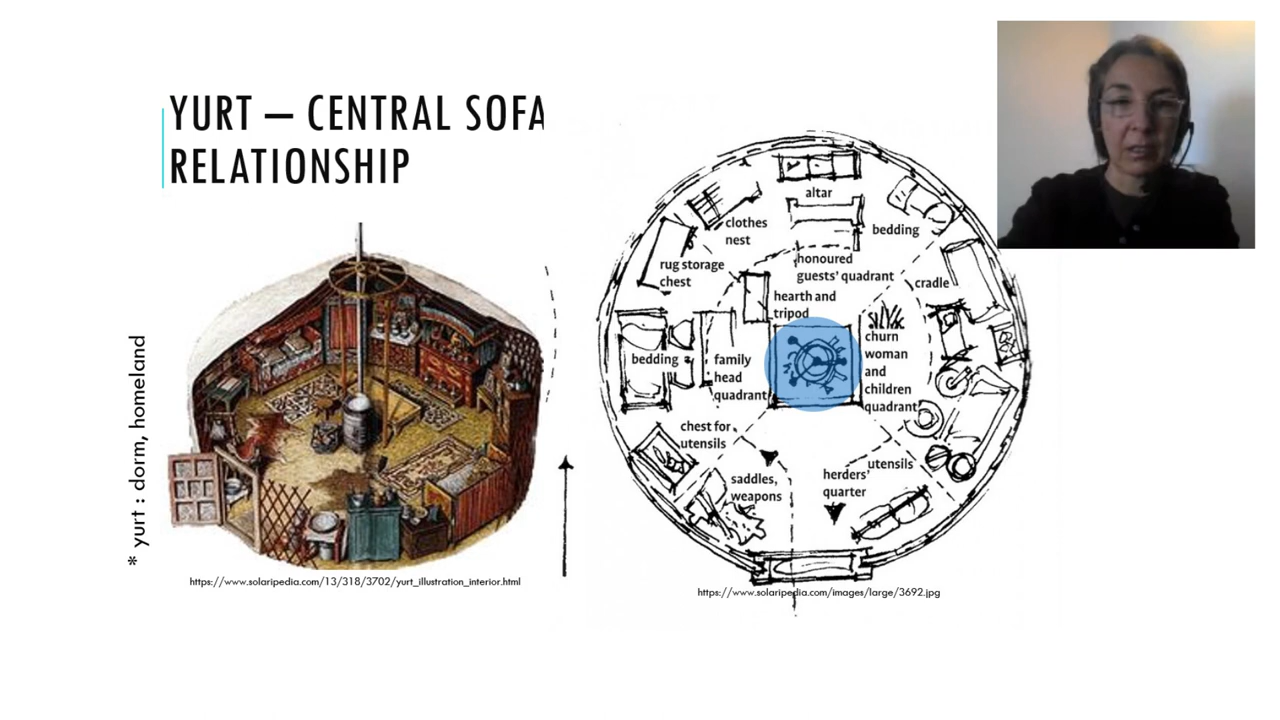 YURT – CENTRAL SOFA
RELATIONSHIP
* yurt : dorm, homeland
https://www.solaripedia.com/13/318/3702/yurt_illustration_interior.html
altar
clothes
nest
bedding
rug storage
chest
honoured
guests' quadrant
cradle
hearth and
tripod
churn
woman
and
children
quadrant
bedding
family
head
quadrant
chest for
utensils
saddles,
weapons
herders'
quarter
utensils
https://www.solaripedia.com/images/large/3692.jpg